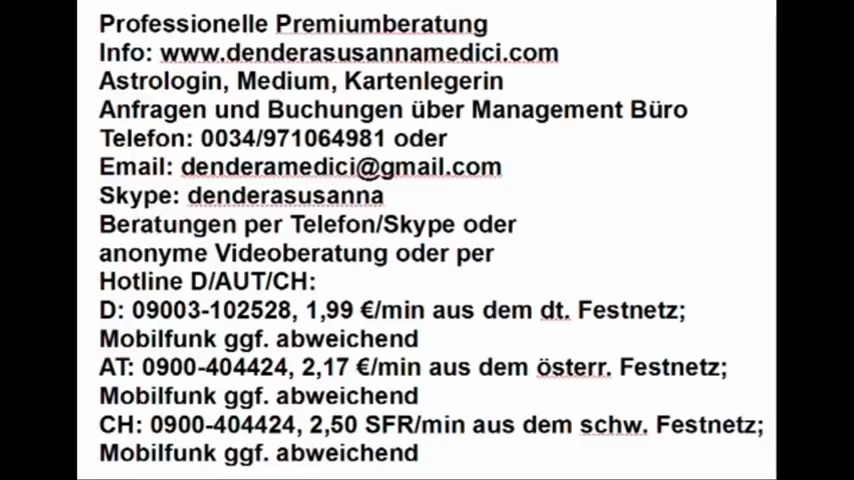 Professionelle Premiumberatung
Info: www.denderasusannamedici.com
Astrologin, Medium, Kartenlegerin
Anfragen und Buchungen über Management Büro
Telefon: 0034/971064981 oder
Email: denderamedici@gmail.com
Skype: denderasusanna
Beratungen per Telefon/Skype oder
anonyme Videoberatung oder per
Hotline D/AUT/CH:
D: 09003-102528, 1,99 €/min aus dem dt. Festnetz;
Mobilfunk ggf. abweichend
AT: 0900-404424, 2,17 €/min aus dem österr. Festnetz;
Mobilfunk ggf. abweichend
CH: 0900-404424, 2,50 SFR/min aus dem schw. Festnetz;
Mobilfunk ggf. abweichend